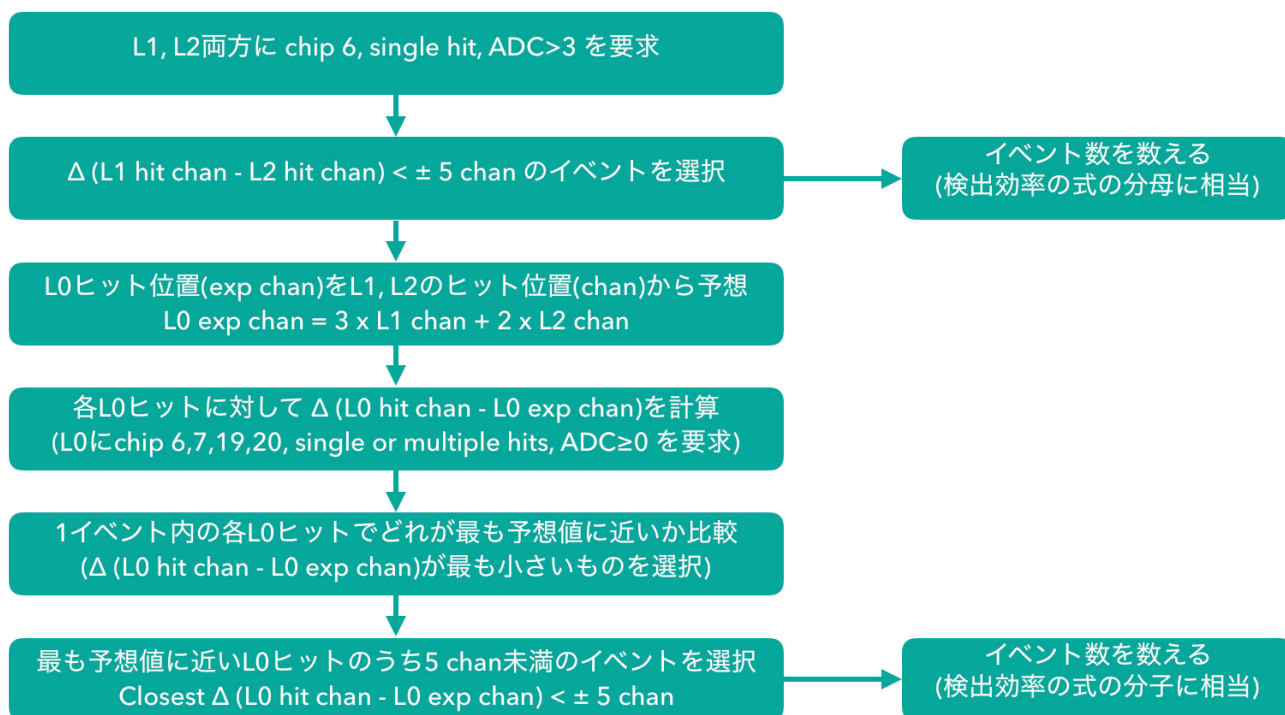 L1, L2両方に chip 6, single hit, ADC>3 を要求
Δ (L1 hit chan - L2 hit chan) < ± 5 chan のイベントを選択
イベント数を数える
(検出効率の式の分母に相当)
L0ヒット位置(exp chan)をL1, L2のヒット位置(chan)から予想
L0 exp chan = 3 x L1 chan + 2 x L2 chan
各L0ヒットに対して Δ (L0 hit chan - L0 exp chan)を計算
(L0にchip 6,7,19,20, single or multiple hits, ADC≥0 を要求)
1イベント内の各L0ヒットでどれが最も予想値に近いか比較
(Δ (L0 hit chan - L0 exp chan)が最も小さいものを選択)
最も予想値に近いL0ヒットのうち5 chan未満のイベントを選択
Closest Δ (L0 hit chan - L0 exp chan) < ± 5 chan
イベント数を数える
(検出効率の式の分子に相当)